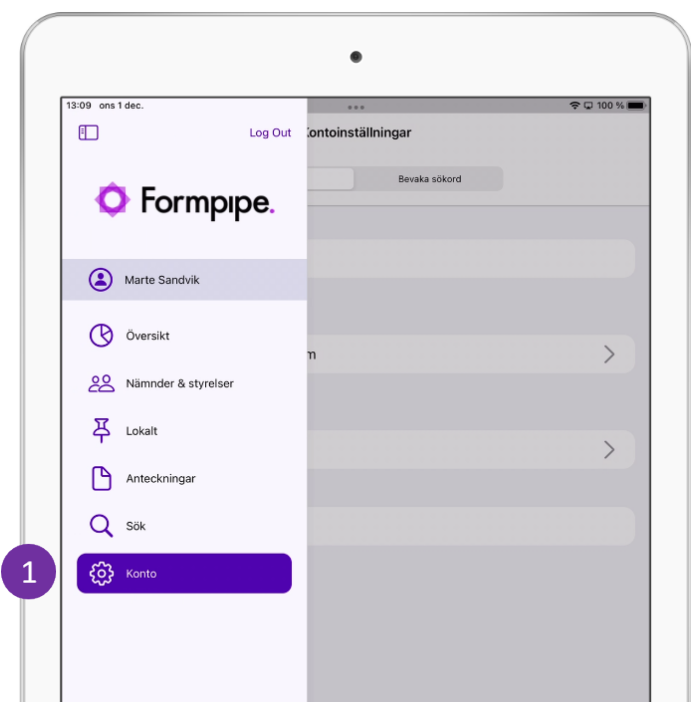 13:09 ons 1 dec.
100 %
Log Out
ontoinställningar
Bevaka sökord
Formpipe.
Marte Sandvik
Översikt
m
Nämnder & styrelser
Lokalt
Anteckningar
Sök
1
Konto